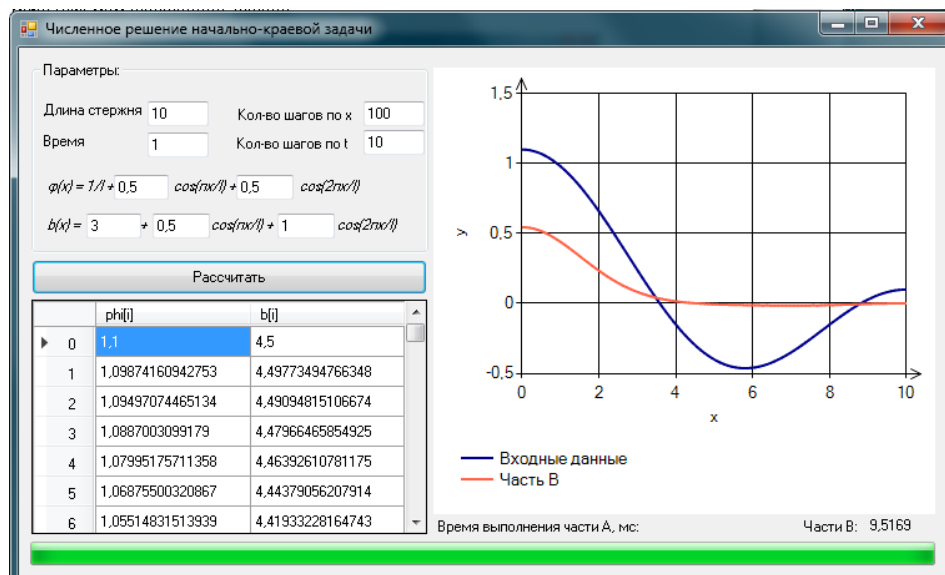 Численное решение начально-краевой задачи
Параметры:
Длина стержня 10 Кол-во шагов по x 100
Время 1 Кол-во шагов по t 10
φ(x) = 1/l + 0,5 cos(πx/l) + 0,5 cos(2πx/l)
b(x) = 3 + 0,5 cos(πx/l) + 1 cos(2πx/l)
Рассчитать
phi[i] b[i]
0 1,1 4,5
1 1,09874160942753 4,49773494766348
2 1,09497074465134 4,49094815106674
3 1,0887003099179 4,47966465854925
4 1,07995175711358 4,46392610781175
5 1,06875500320867 4,44379056207914
6 1,05514831513939 4,41933228164743
1,5
1
0,5
0
-0,5
y
0 2 4 6 8 10
x
Входные данные
Часть B
Время выполнения части А, мс: Части В: 9,5169